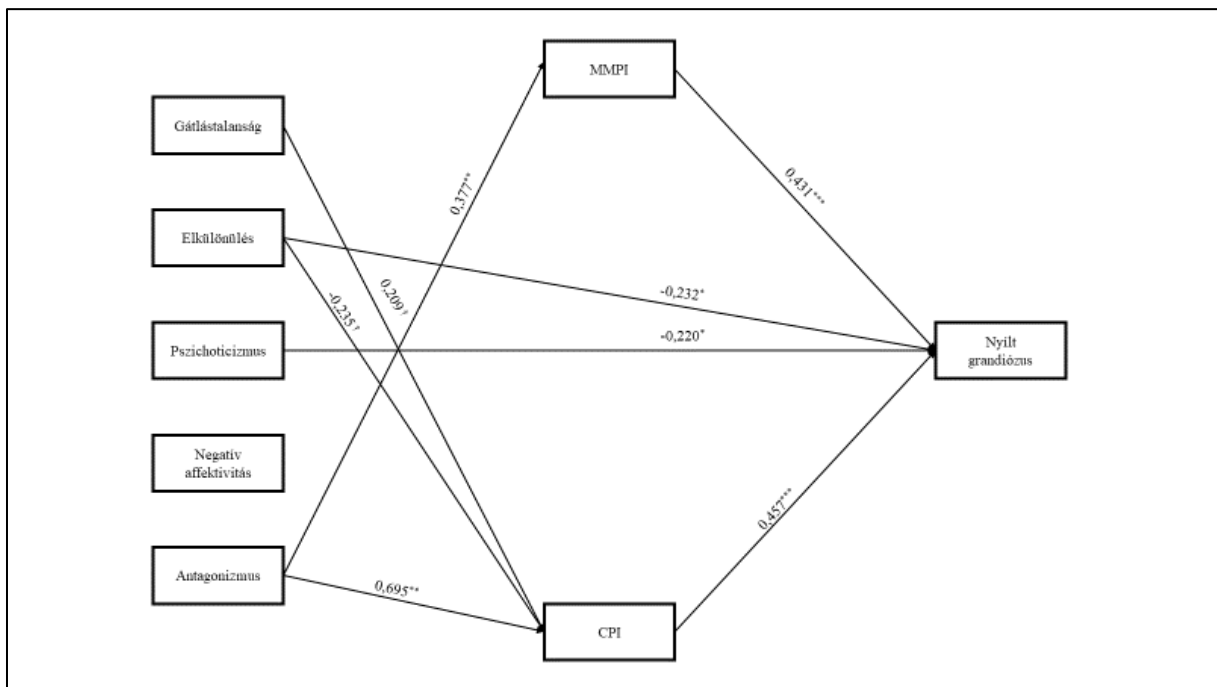 MMPI
Gátlástalanság
0,431***
0,377**
Elkülönülés
-0,232*
-0,235†
0,209†
-0,220*
Pszichoticizmus
Nyílt
grandiózus
Negatív
affektivitás
0,457***
Antagonizmus
0,695**
CPI